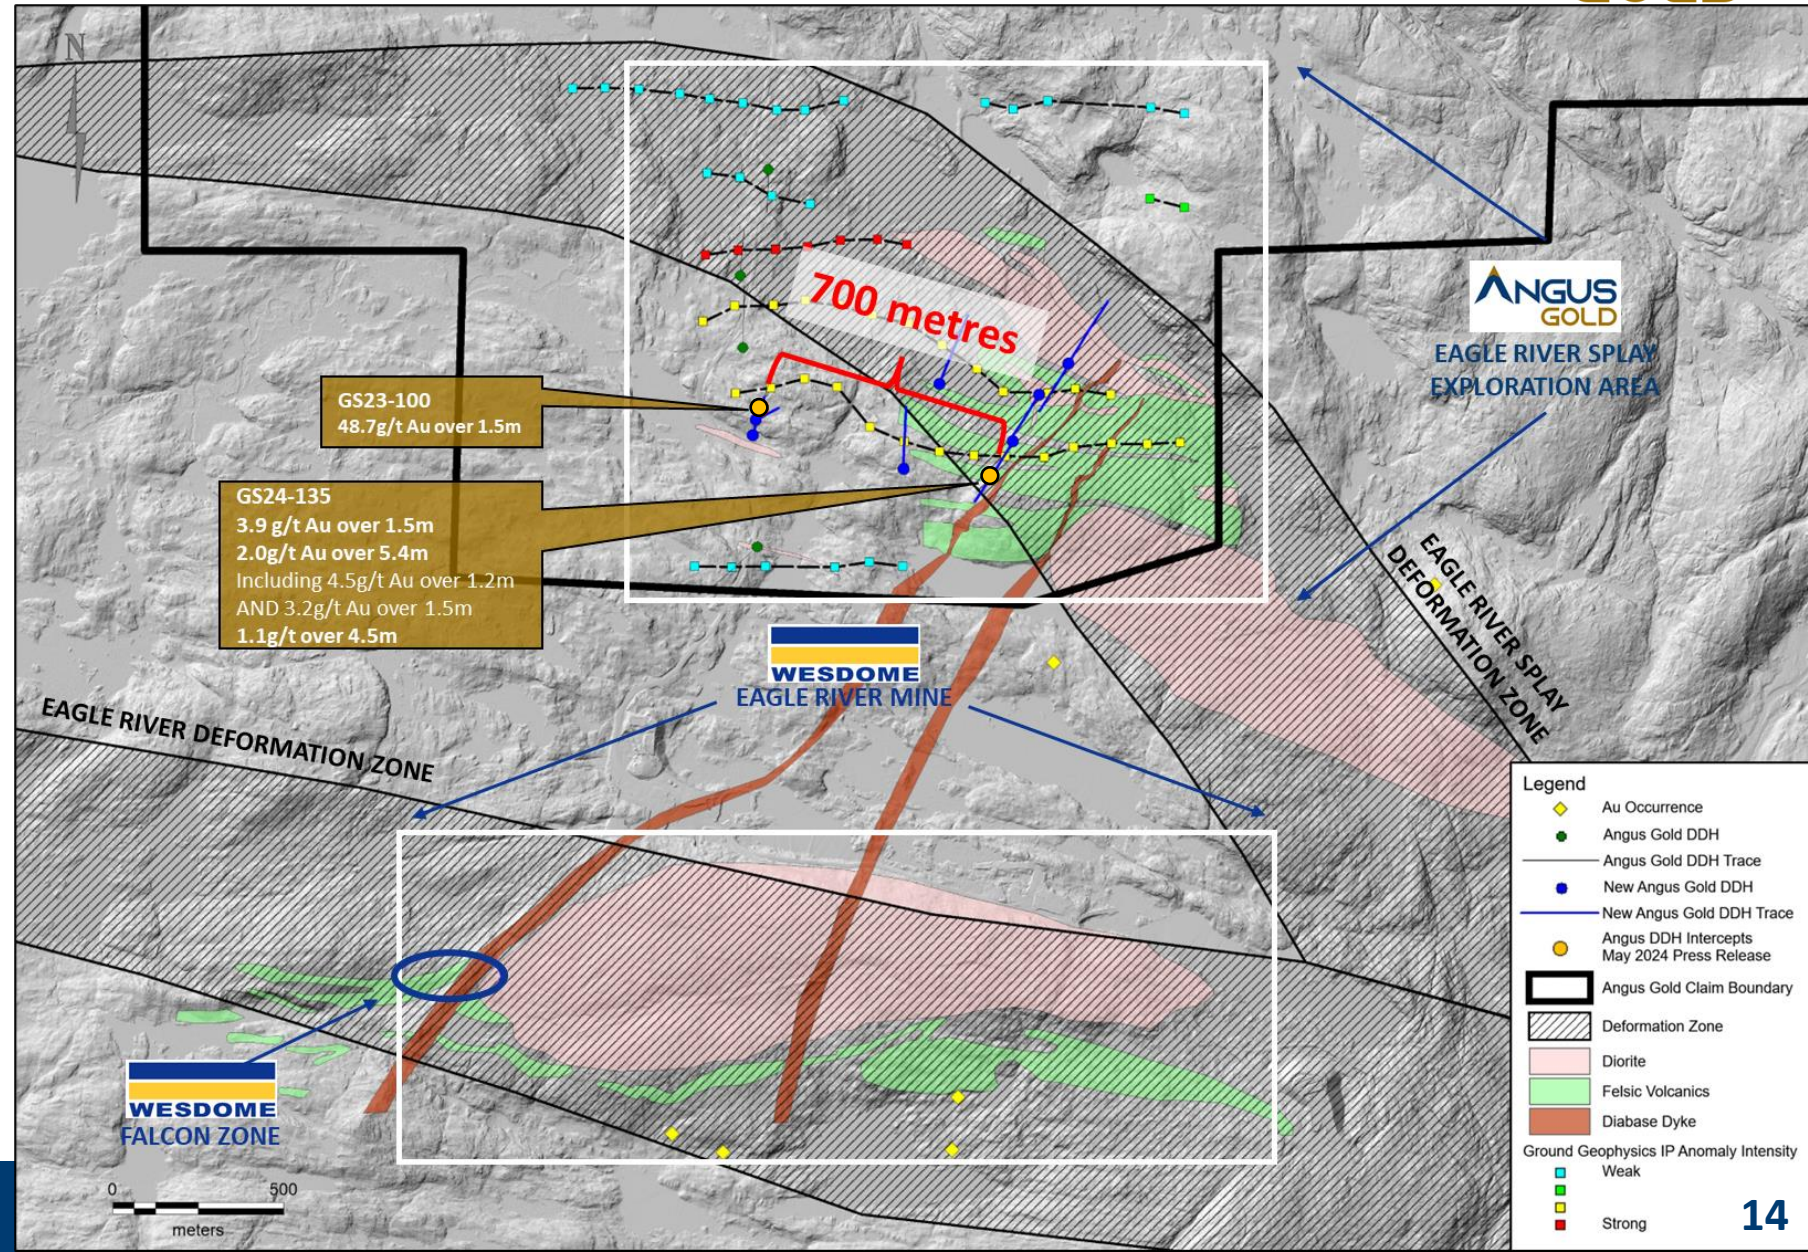 GOLD
N
700 metres
ANGUS
GOLD
EAGLE RIVER SPLAY
EXPLORATION AREA
GS23-100
48.7g/t Au over 1.5m
GS24-135
3.9 g/t Au over 1.5m
2.0g/t Au over 5.4m
Including 4.5g/t Au over 1.2m
AND 3.2g/t Au over 1.5m
1.1g/t over 4.5m
EAGLE RIVER SPLAY
DEFORMATION ZONE
WESDOME
EAGLE RIVER MINE
EAGLE RIVER DEFORMATION ZONE
WESDOME
FALCON ZONE
0 500
meters
Legend
Au Occurrence
Angus Gold DDH
Angus Gold DDH Trace
New Angus Gold DDH
New Angus Gold DDH Trace
Angus DDH Intercepts
May 2024 Press Release
Angus Gold Claim Boundary
Deformation Zone
Diorite
Felsic Volcanics
Diabase Dyke
Ground Geophysics IP Anomaly Intensity
Weak
Strong
14